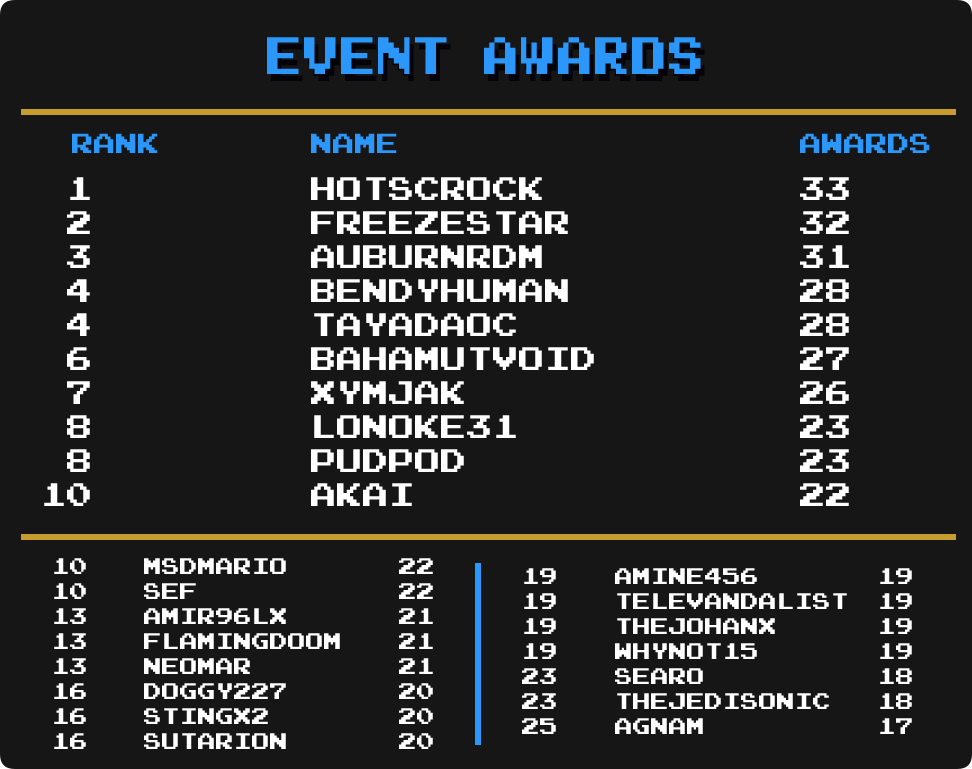 EVENT AWARDS
RANK NAME AWARDS
1 HOTSCROCK 33
2 FREEZESTAR 32
3 AUBURNRDM 31
4 BENDYHUMAN 28
4 TAYADAOC 28
6 BAHAMUTVOID 27
7 XYMJAK 26
8 LONOKE31 23
8 PUDPOD 23
10 AKAI 22
10 MSDMARIO 22
10 SEF 22
13 AMIR96LX 21
13 FLAMINGDOOM 21
13 NEOMAR 21
16 DOGGY227 20
16 STINGX2 20
16 SUTARION 20
19 AMINE456 19
19 TELEVANDALIST 19
19 THEJOHANX 19
19 WHYNOT15 19
23 SEARO 18
23 THEJEDISONIC 18
25 AGNAM 17